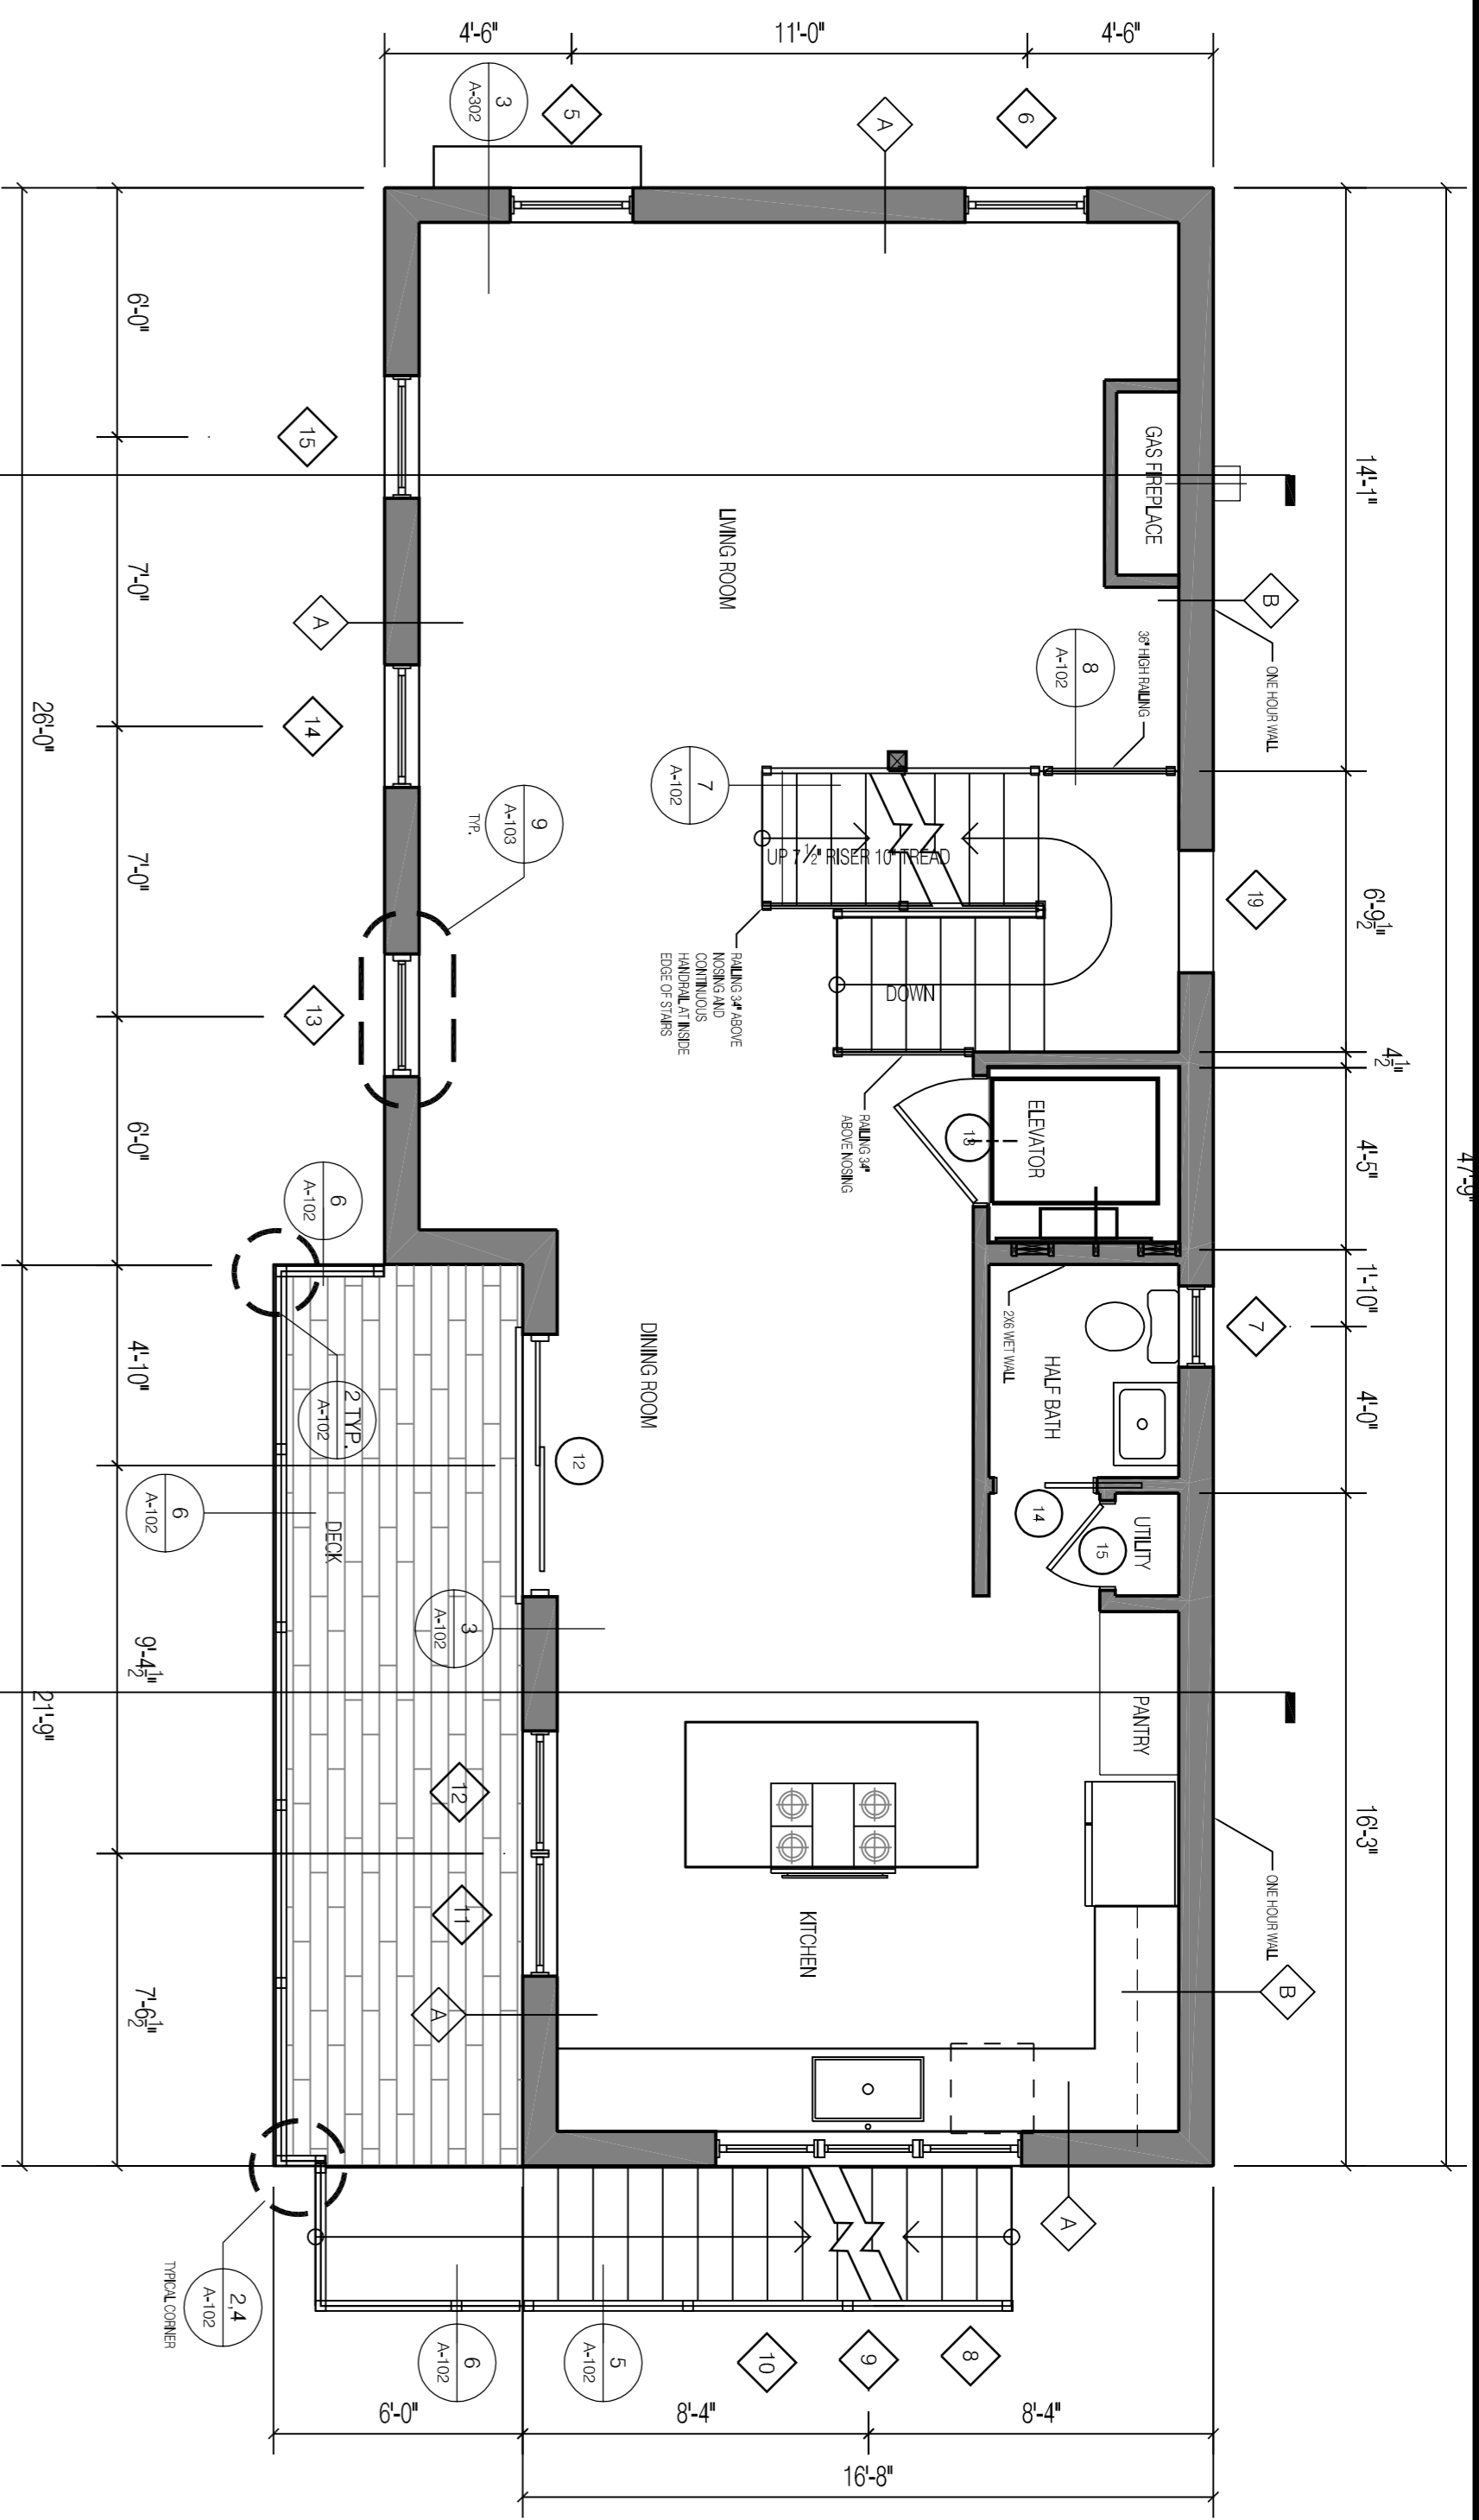 4'-6"
11'-0"
4'-6"
3
A-302
5
A
6
47'-9"
14'-1"
6'-9½"
4½"
4'-5"
1'-10"
4'-0"
16'-3"
B
ONE HOUR WALL
19
7
ONE HOUR WALL
B
GAS FIREPLACE
36" HIGH RAILING
8
A-102
LIVING ROOM
7
A-102
UP 7 ½" RISER 10" TREAD
DOWN
RAILING 34" ABOVE
NOSING AND
CONTINUOUS
HANDRAIL AT INSIDE
EDGE OF STAIRS
RAILING 34"
ABOVE NOSING
ELEVATOR
13
2X6 WET WALL
HALF BATH
14
UTILITY
15
PANTRY
KITCHEN
DINING ROOM
12
9
A-103
TYP.
15
A
14
13
6
A-102
2 TYP.
A-102
DECK
6
A-102
3
A-102
12
11
A
A
6'-0"
7'-0"
7'-0"
6'-0"
4'-10"
9'-4½"
7'-6½"
26'-0"
21'-9"
2,4
A-102
TYPICAL CORNER
6
A-102
5
A-102
10
9
8
6'-0"
8'-4"
8'-4"
16'-8"